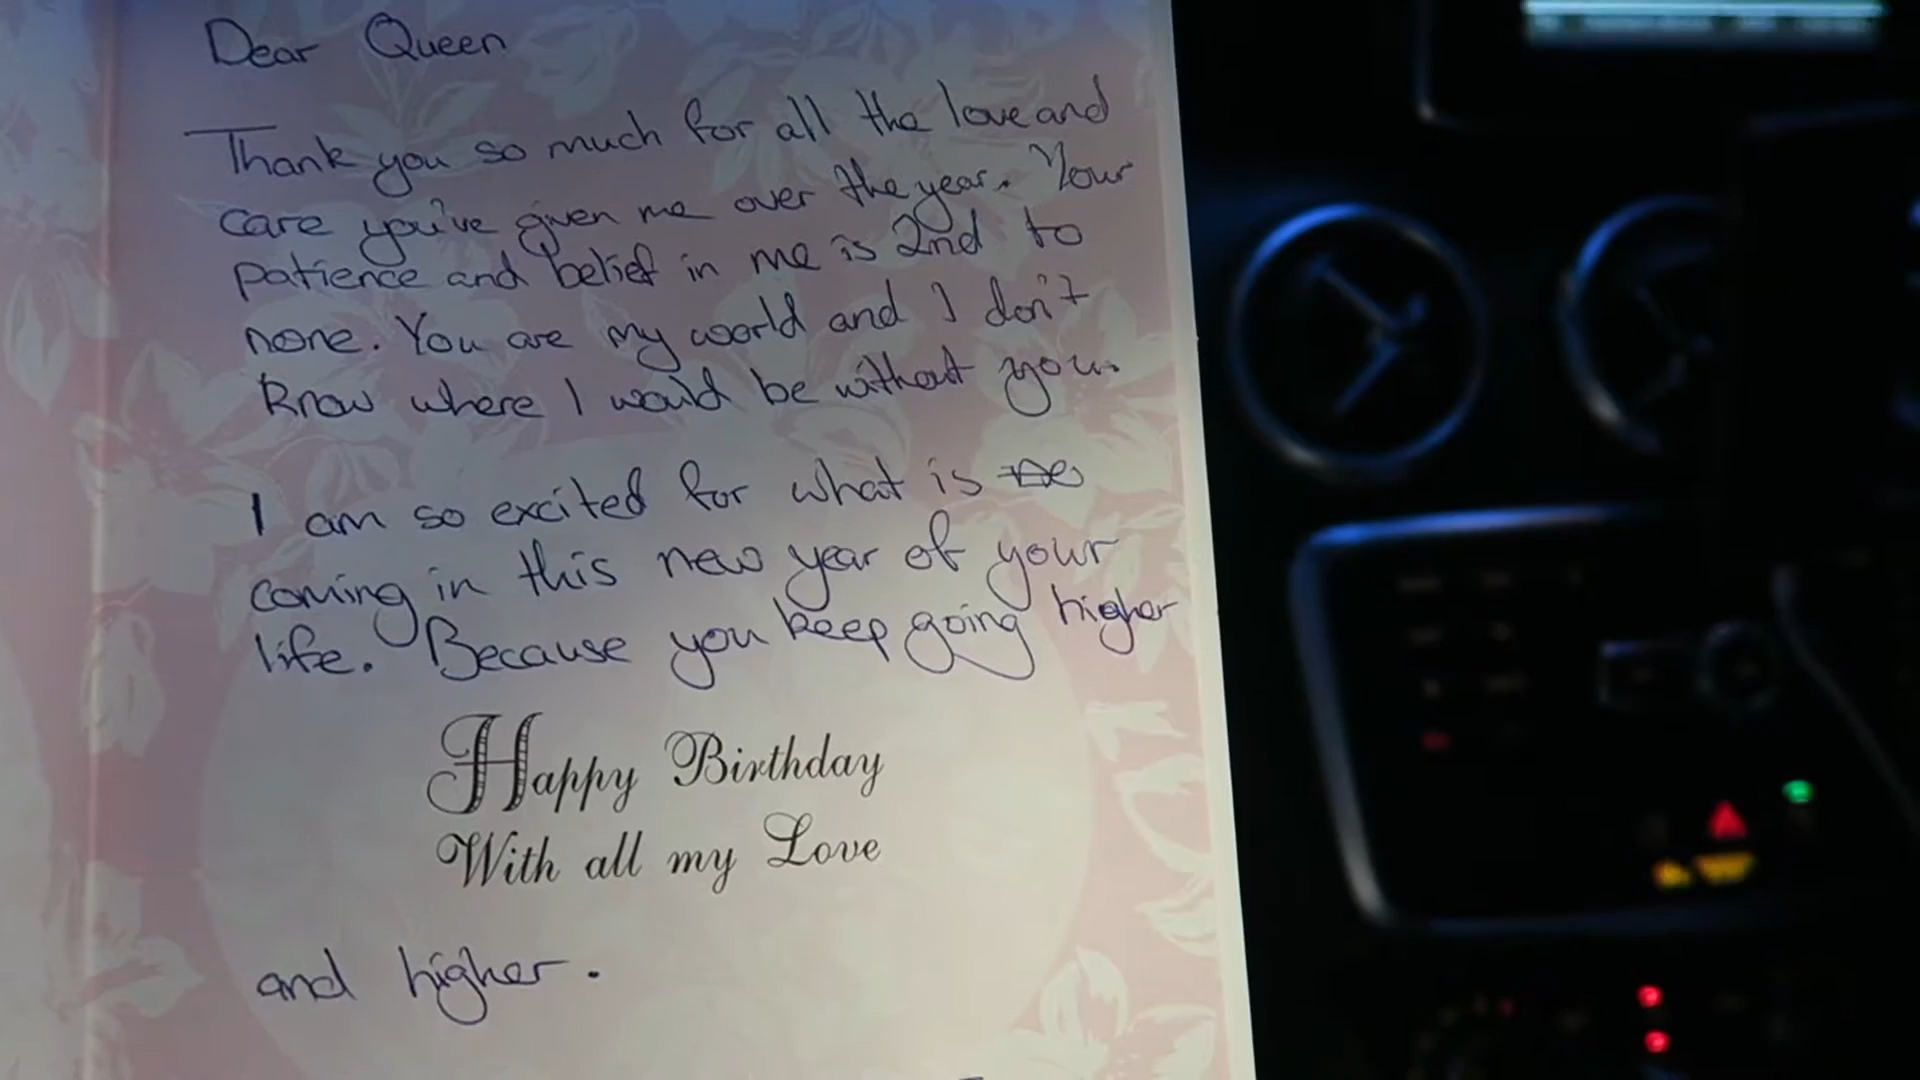 Dear Queen
Thank you so much for all the love and
care you've given me over the year. Your
patience and belief in me is 2nd to
none. You are my world and I don't
know where I would be without you.
I am so excited for what is
coming in this new year of your
life. Because you keep going higher
Happy Birthday
With all my Love
and higher.